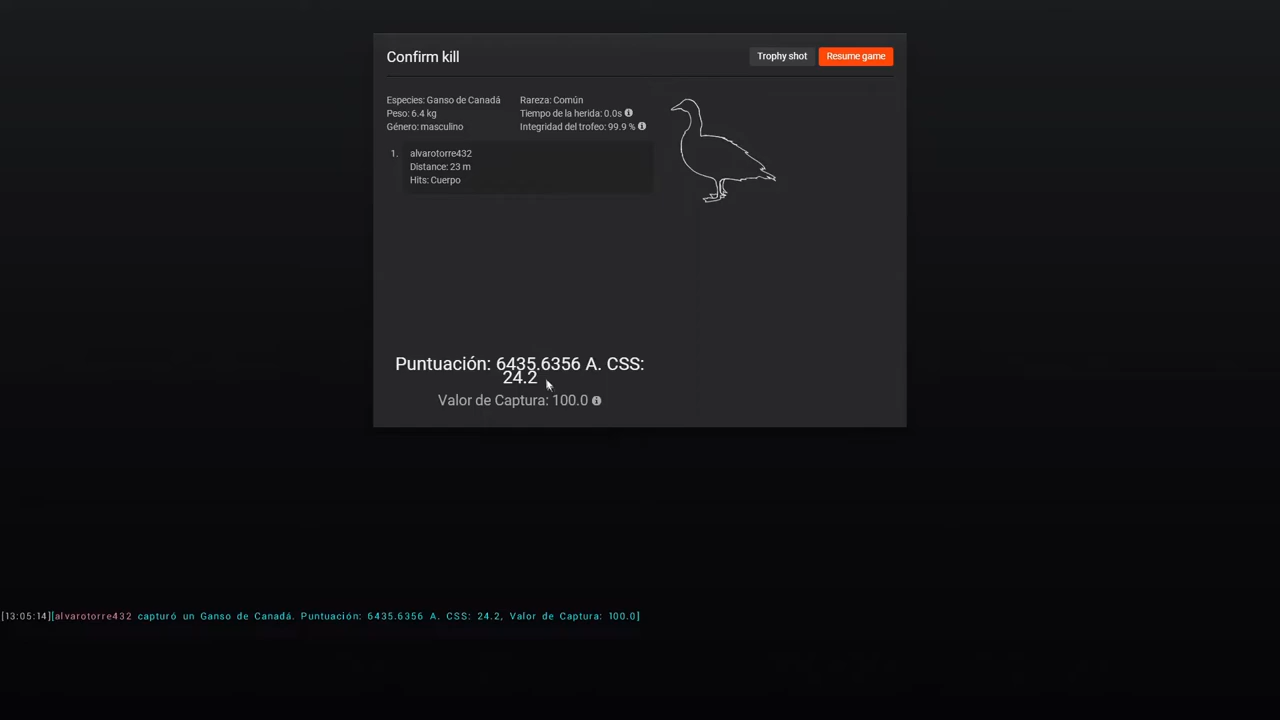 Confirm kill
Trophy shot
Resume game
Especies: Ganso de Canadá
Peso: 6.4 kg
Género: masculino
Rareza: Común
Tiempo de la herida: 0.0s
Integridad del trofeo: 99.9 %
1.
alvarotorre432
Distance: 23 m
Hits: Cuerpo
Puntuación: 6435.6356 A. CSS:
24.2
Valor de Captura: 100.0
[13:05:14][alvarotorre432 capturó un Ganso de Canadá. Puntuación: 6435.6356 A. CSS: 24.2, Valor de Captura: 100.0]